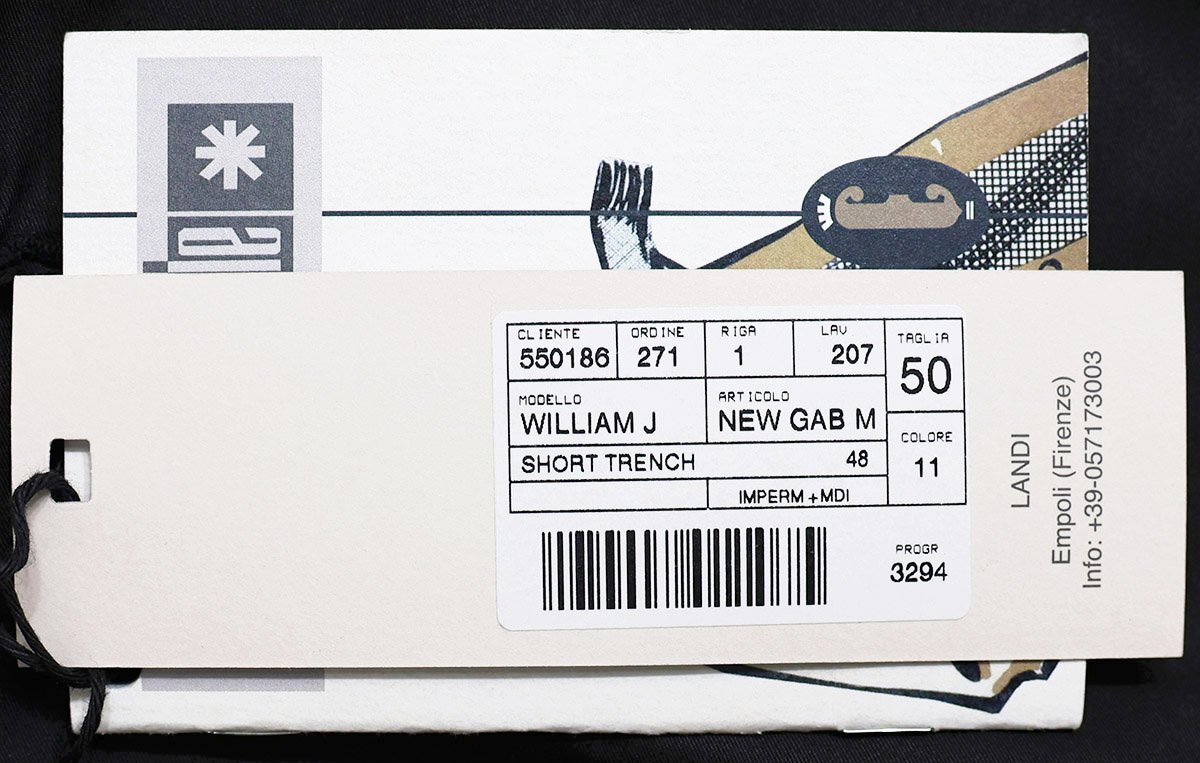 CLIENTE ORDINE RIGA LAV TAGLIA
550186 271 1 207 50
MODELLO ARTICOLO
WILLIAM J NEW GAB M
COLORE
SHORT TRENCH 48 11
IMPERM+MDI
PROGR
3294
LANDI
Empoli (Firenze)
Info: +39-057173003